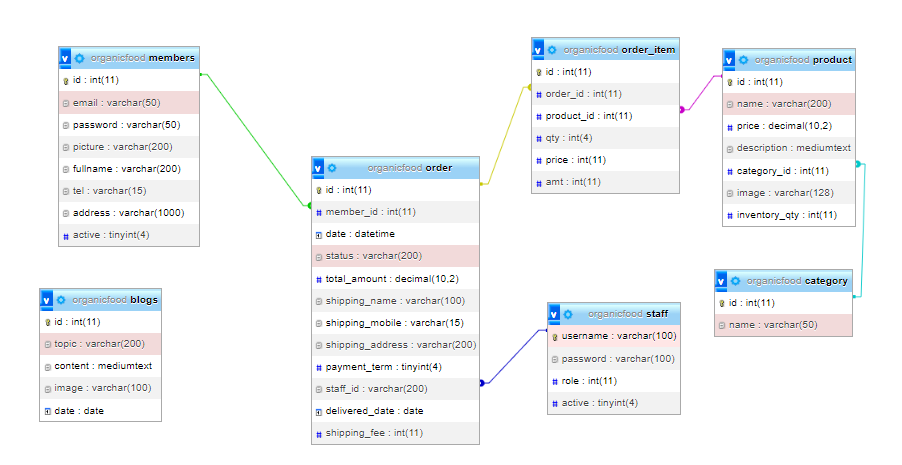 organicfood members
id : int(11)
email : varchar(50)
password : varchar(50)
picture : varchar(200)
fullname : varchar(200)
tel : varchar(15)
address : varchar(1000)
active : tinyint(4)
organicfood blogs
id : int(11)
topic : varchar(200)
content : mediumtext
image : varchar(100)
date : date
organicfood order
id : int(11)
member_id : int(11)
date : datetime
status : varchar(200)
total_amount : decimal(10,2)
shipping_name : varchar(100)
shipping_mobile : varchar(15)
shipping_address : varchar(200)
payment_term : tinyint(4)
staff_id : varchar(200)
delivered_date : date
shipping_fee : int(11)
organicfood order_item
id : int(11)
order_id : int(11)
product_id : int(11)
qty : int(4)
price : int(11)
amt : int(11)
organicfood staff
username : varchar(100)
password : varchar(100)
role : int(11)
active : tinyint(4)
organicfood product
id : int(11)
name : varchar(200)
price : decimal(10,2)
description : mediumtext
category_id : int(11)
image : varchar(128)
inventory_qty : int(11)
organicfood category
id : int(11)
name : varchar(50)